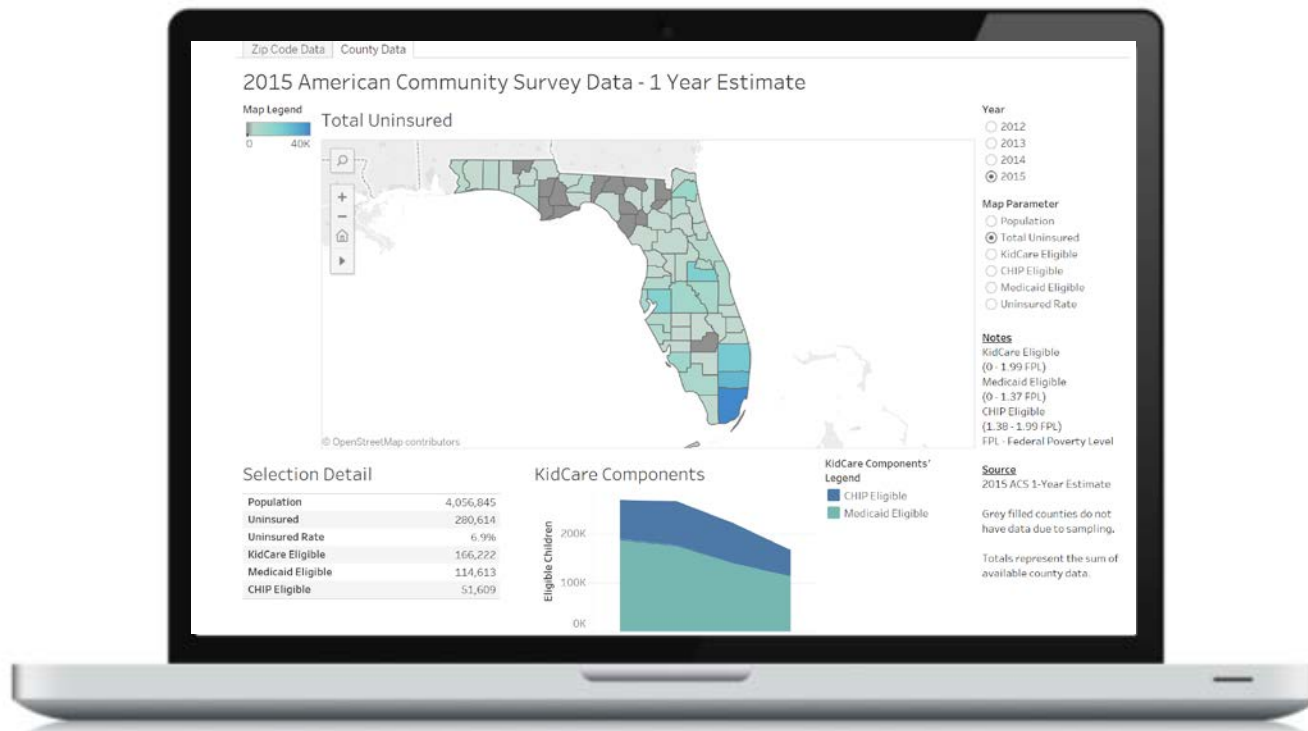 Zip Code Data County Data
2015 American Community Survey Data - 1 Year Estimate
Map Legend
0 40K
Total Uninsured
© OpenStreetMap contributors
Year
2012
2013
2014
2015
Map Parameter
Population
Total Uninsured
KidCare Eligible
CHIP Eligible
Medicaid Eligible
Uninsured Rate
Notes
KidCare Eligible
(0 - 1.99 FPL)
Medicaid Eligible
(0 - 1.37 FPL)
CHIP Eligible
(1.38 - 1.99 FPL)
FPL - Federal Poverty Level
Source
2015 ACS 1-Year Estimate
Grey filled counties do not
have data due to sampling.
Totals represent the sum of
available county data.
Selection Detail
Population 4,056,845
Uninsured 280,614
Uninsured Rate 6.9%
KidCare Eligible 166,222
Medicaid Eligible 114,613
CHIP Eligible 51,609
KidCare Components
Eligible Children
200K
100K
0K
KidCare Components'
Legend
CHIP Eligible
Medicaid Eligible